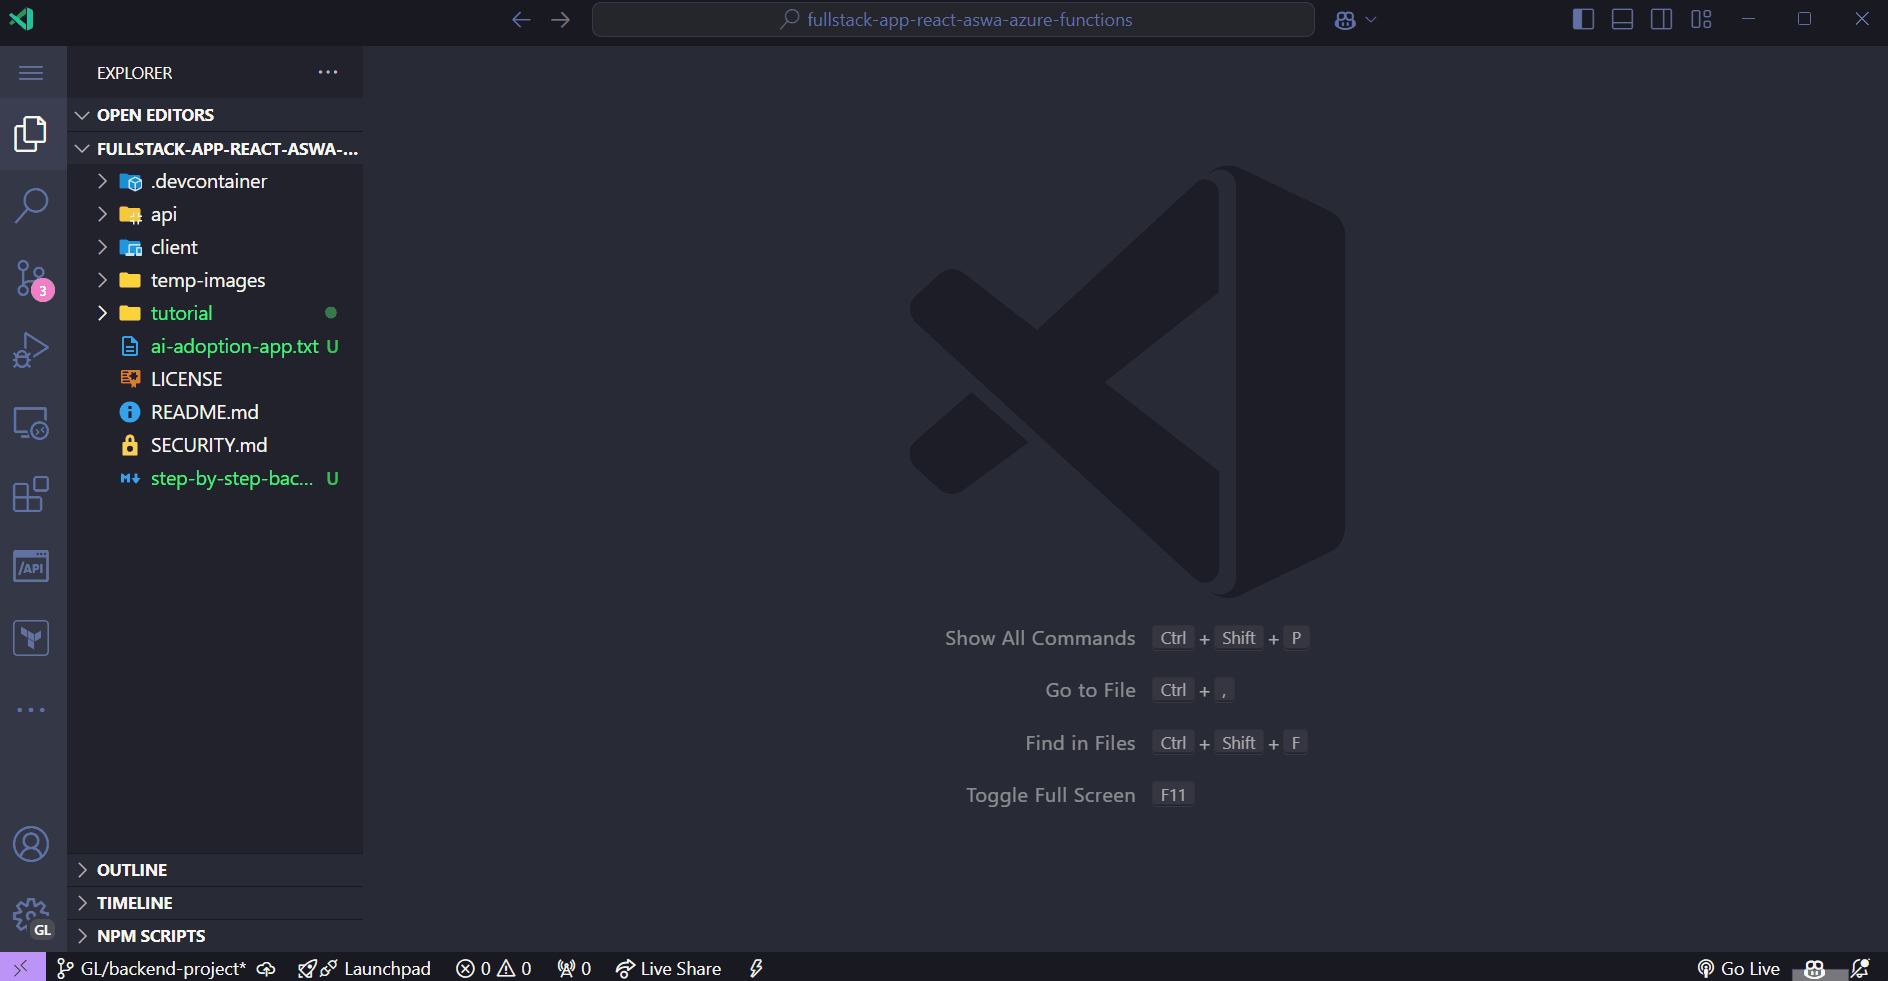 fullstack-app-react-aswa-azure-functions
EXPLORER
OPEN EDITORS
FULLSTACK-APP-REACT-ASWA-...
.devcontainer
api
client
temp-images
tutorial
ai-adoption-app.txt U
LICENSE
README.md
SECURITY.md
step-by-step-bac... U
3
/API
OUTLINE
TIMELINE
NPM SCRIPTS
GL
Show All Commands Ctrl + Shift + P
Go to File Ctrl + ,
Find in Files Ctrl + Shift + F
Toggle Full Screen F11
GL/backend-project* Launchpad 0 0 0 Live Share Go Live